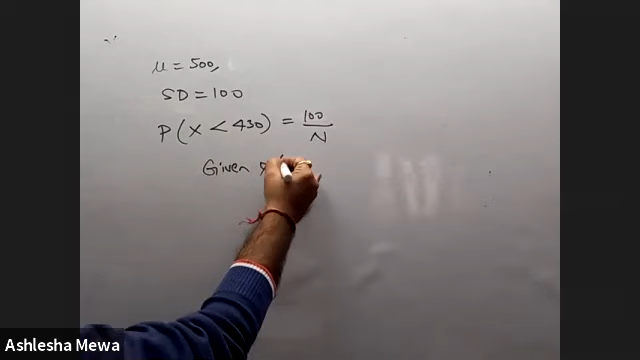 μ = 500,
SD = 100
P(X < 430) = 100/N
Given
Ashlesha Mewa